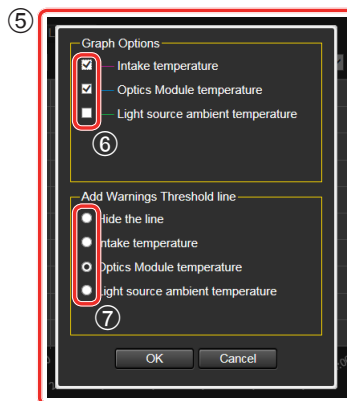 ⑤
Graph Options
Intake temperature
Optics Module temperature
Light source ambient temperature
⑥
Add Warnings Threshold line
Hide the line
Intake temperature
Optics Module temperature
Light source ambient temperature
⑦
OK Cancel